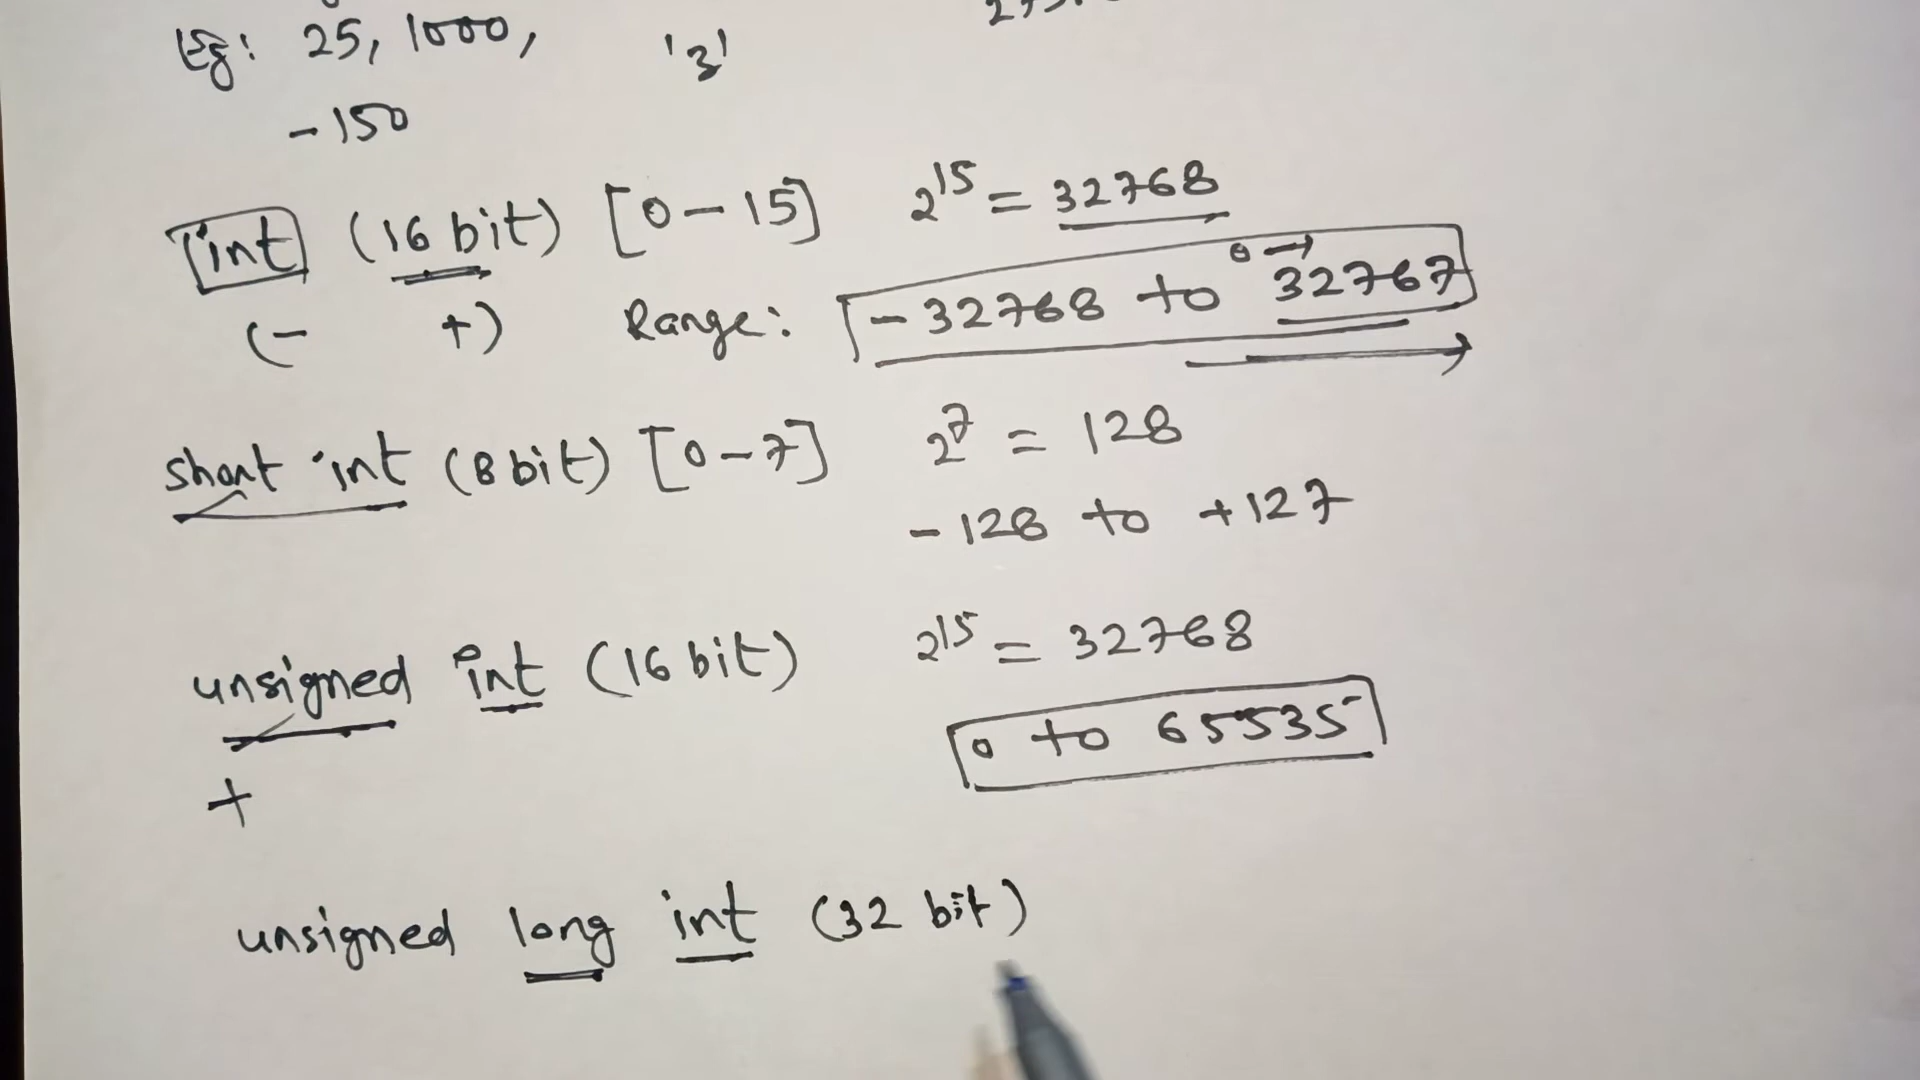 Eg: 25, 1000, 'z'
-150
int (16 bit) [0-15] 2^15 = 32768
(- +) Range: -32768 to 0→ 32767
short int (8 bit) [0-7] 2^7 = 128
-128 to +127
unsigned int (16 bit) 2^15 = 32768
0 to 65535
+
unsigned long int (32 bit)